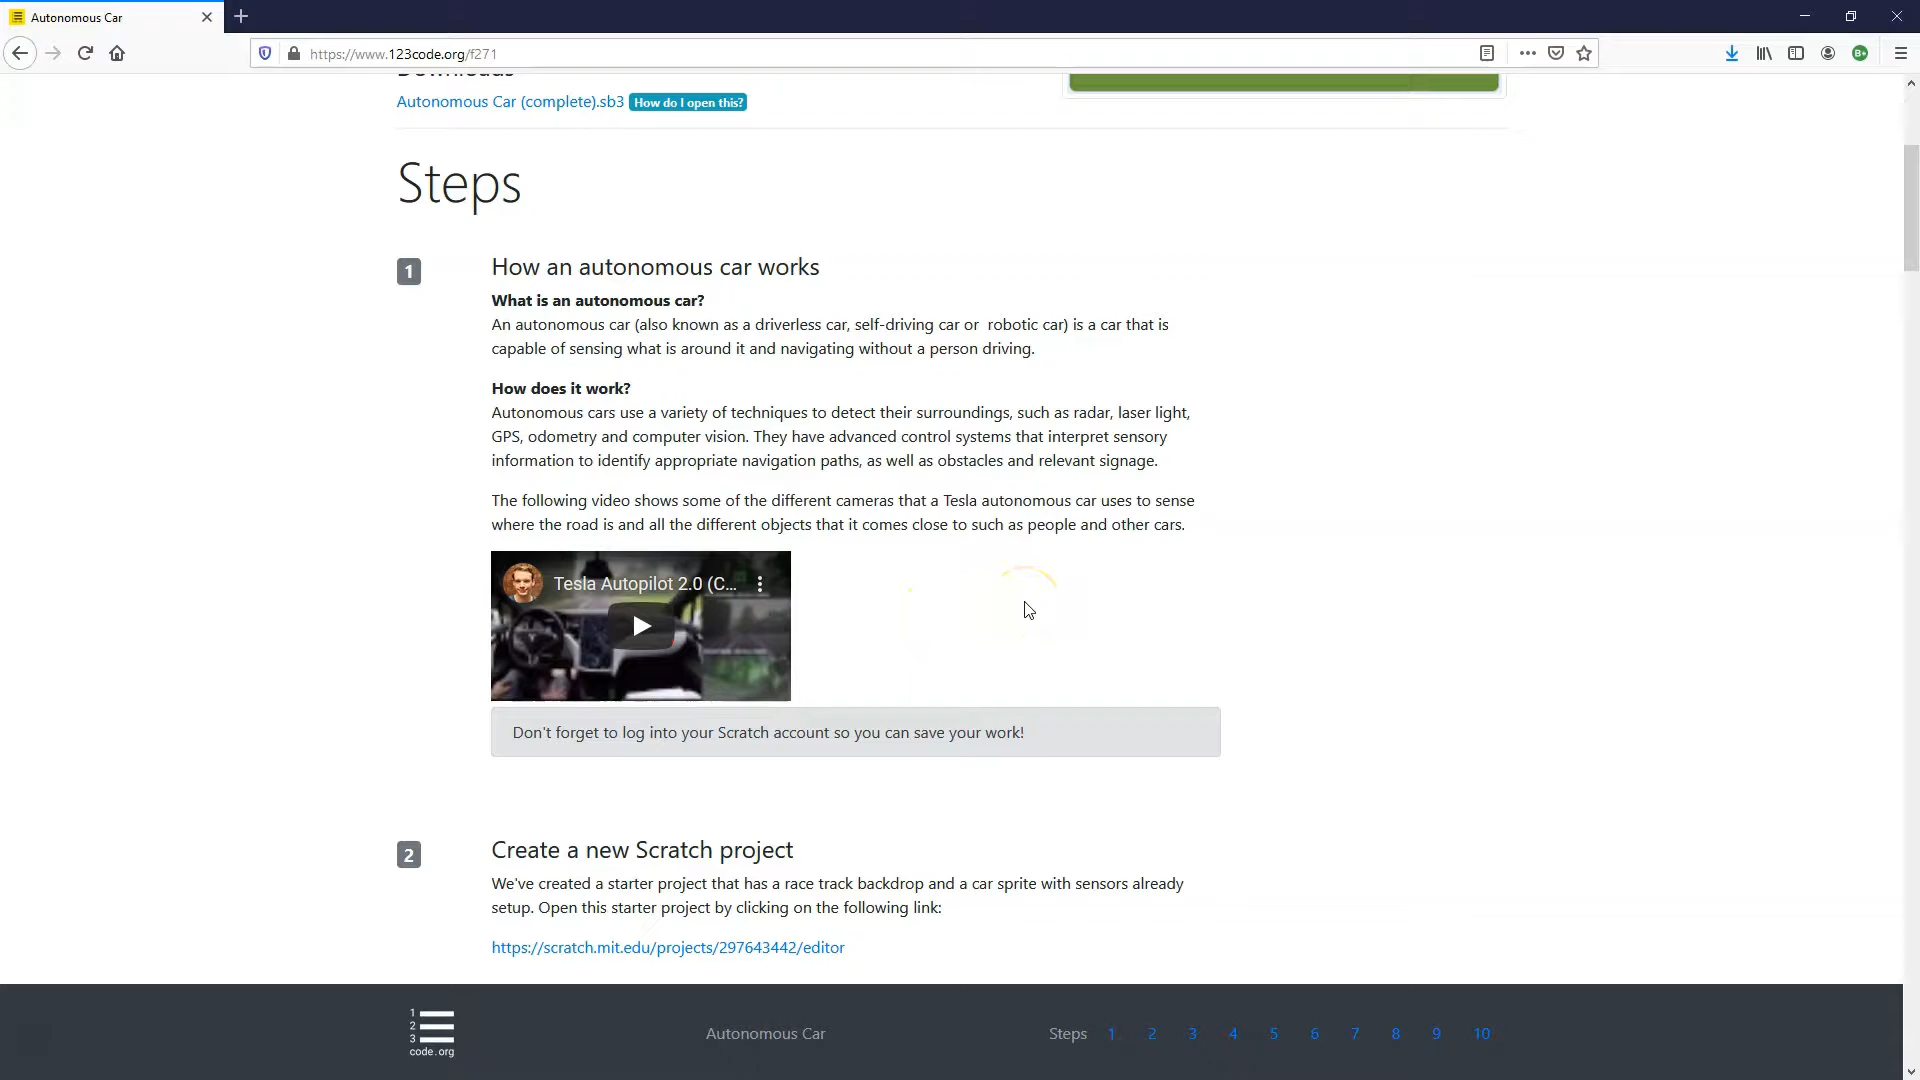 Autonomous Car
https://www.123code.org/f271
Downloads
Autonomous Car (complete).sb3 How do I open this?
Steps
1
How an autonomous car works
What is an autonomous car?
An autonomous car (also known as a driverless car, self-driving car or  robotic car) is a car that is
capable of sensing what is around it and navigating without a person driving.
How does it work?
Autonomous cars use a variety of techniques to detect their surroundings, such as radar, laser light,
GPS, odometry and computer vision. They have advanced control systems that interpret sensory
information to identify appropriate navigation paths, as well as obstacles and relevant signage.
The following video shows some of the different cameras that a Tesla autonomous car uses to sense
where the road is and all the different objects that it comes close to such as people and other cars.
Tesla Autopilot 2.0 (C...
Don't forget to log into your Scratch account so you can save your work!
2
Create a new Scratch project
We've created a starter project that has a race track backdrop and a car sprite with sensors already
setup. Open this starter project by clicking on the following link:
https://scratch.mit.edu/projects/297643442/editor
1
2
3
code.org
Autonomous Car
Steps 1 2 3 4 5 6 7 8 9 10